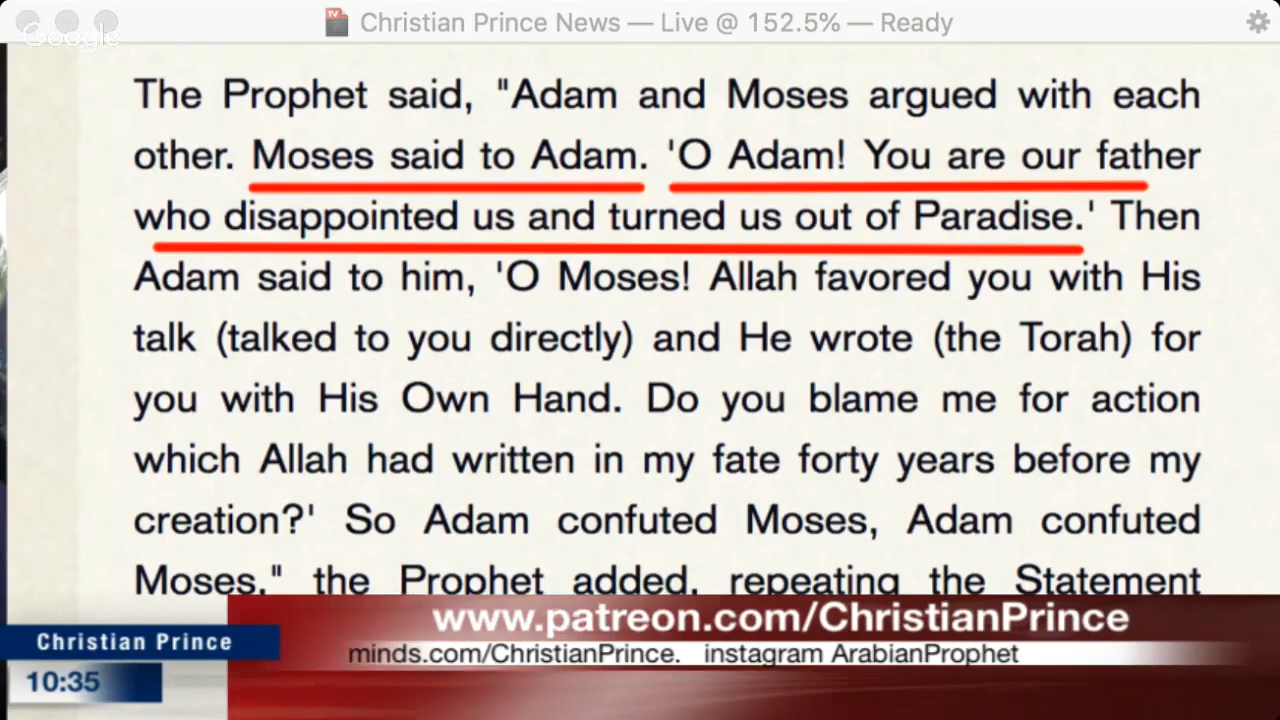 Christian Prince News — Live @ 152.5% — Ready
Google
The Prophet said, "Adam and Moses argued with each
other. Moses said to Adam. 'O Adam! You are our father
who disappointed us and turned us out of Paradise.' Then
Adam said to him, 'O Moses! Allah favored you with His
talk (talked to you directly) and He wrote (the Torah) for
you with His Own Hand. Do you blame me for action
which Allah had written in my fate forty years before my
creation?' So Adam confuted Moses, Adam confuted
Moses," the Prophet added, repeating the Statement
www.patreon.com/ChristianPrince
Christian Prince
minds.com/ChristianPrince. instagram ArabianProphet
10:35